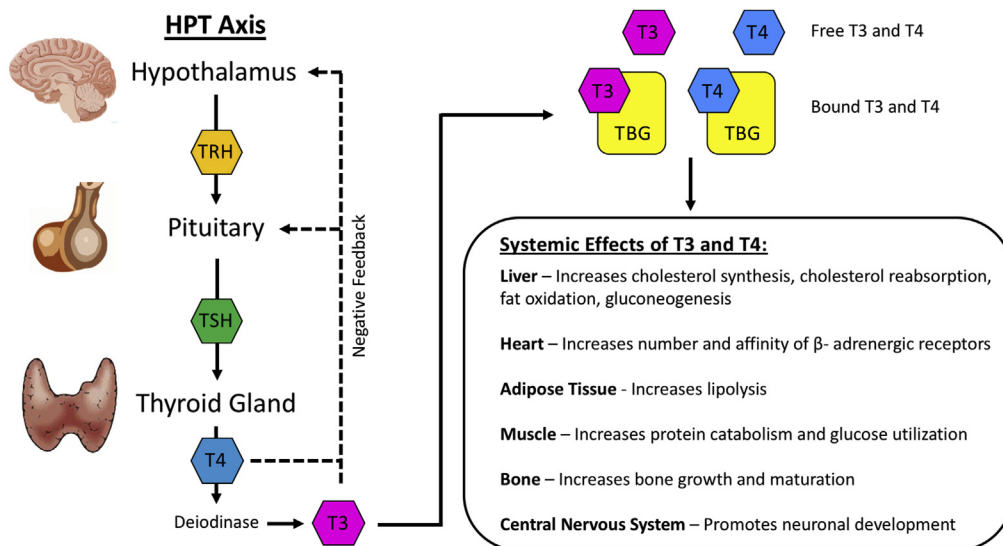 HPT Axis
Hypothalamus
TRH
Pituitary
TSH
Thyroid Gland
T4
Deiodinase
T3
Negative Feedback
T3
T4
Free T3 and T4
T3
T4
TBG
TBG
Bound T3 and T4
Systemic Effects of T3 and T4:
Liver – Increases cholesterol synthesis, cholesterol reabsorption,
fat oxidation, gluconeogenesis
Heart – Increases number and affinity of β- adrenergic receptors
Adipose Tissue - Increases lipolysis
Muscle – Increases protein catabolism and glucose utilization
Bone – Increases bone growth and maturation
Central Nervous System – Promotes neuronal development